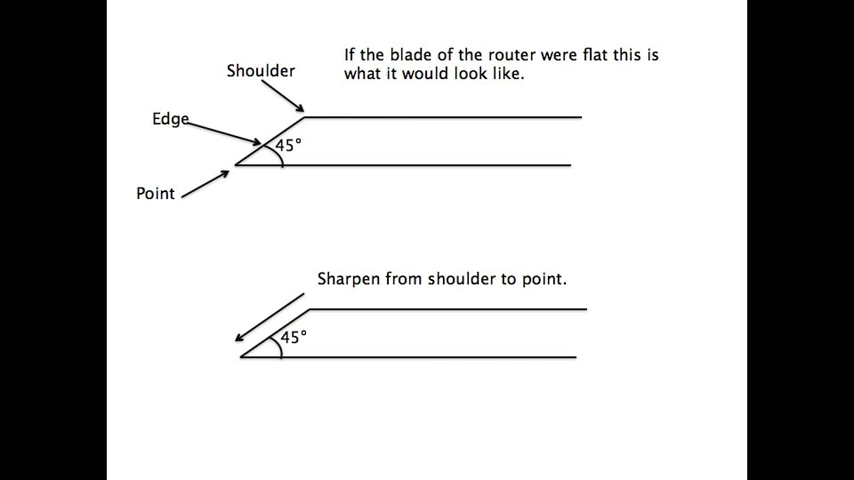 If the blade of the router were flat this is
what it would look like.
Shoulder
Edge
45°
Point
Sharpen from shoulder to point.
45°